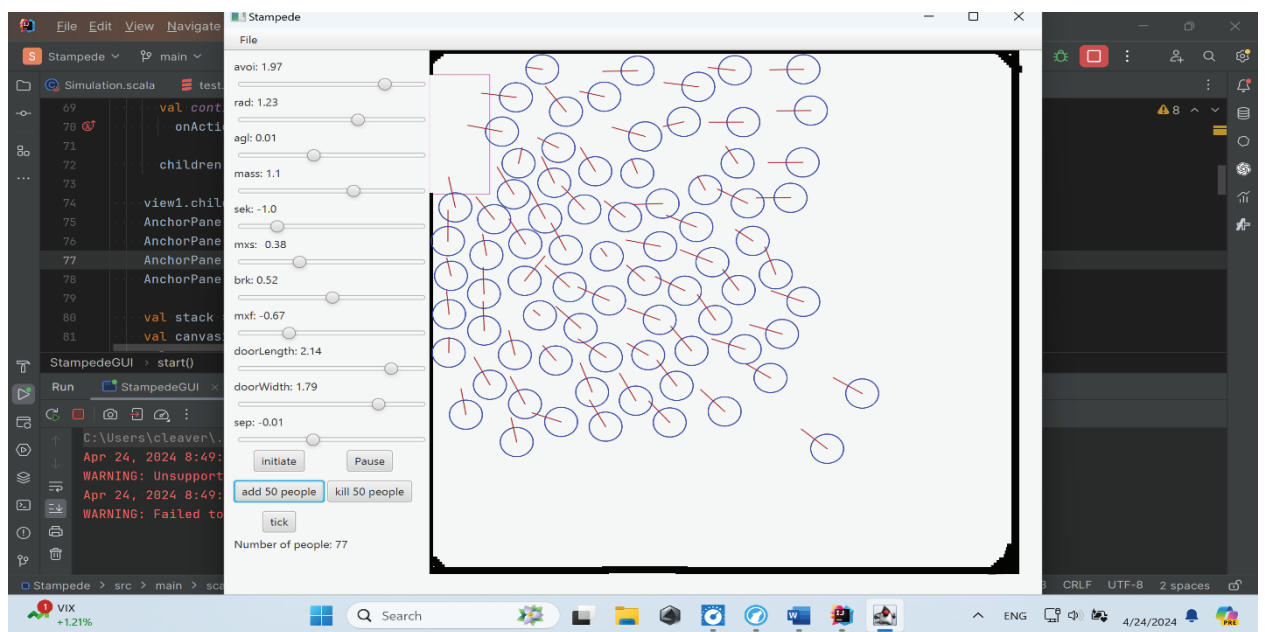 Stampede
File Edit View Navigate
File
S Stampede main
Simulation.scala test.
avoi: 1.97
rad: 1.23
agl: 0.01
mass: 1.1
sek: -1.0
mxs: 0.38
brk: 0.52
mxf: -0.67
doorLength: 2.14
doorWidth: 1.79
sep: -0.01
initiate Pause
add 50 people kill 50 people
tick
Number of people: 77
69 val cont
70 onActi
71
72 children
73
74 view1.chil
75 AnchorPane
76 AnchorPane
77 AnchorPane
78 AnchorPane
79
80 val stack
81 val canvas
8
StampedeGUI > start()
Run StampedeGUI
C:\Users\cleaver\.
Apr 24, 2024 8:49:
WARNING: Unsupport
Apr 24, 2024 8:49:
WARNING: Failed to
Stampede > src > main > sca
CRLF UTF-8 2 spaces
1 VIX
+1.21%
Search
ENG
4/24/2024
PRE